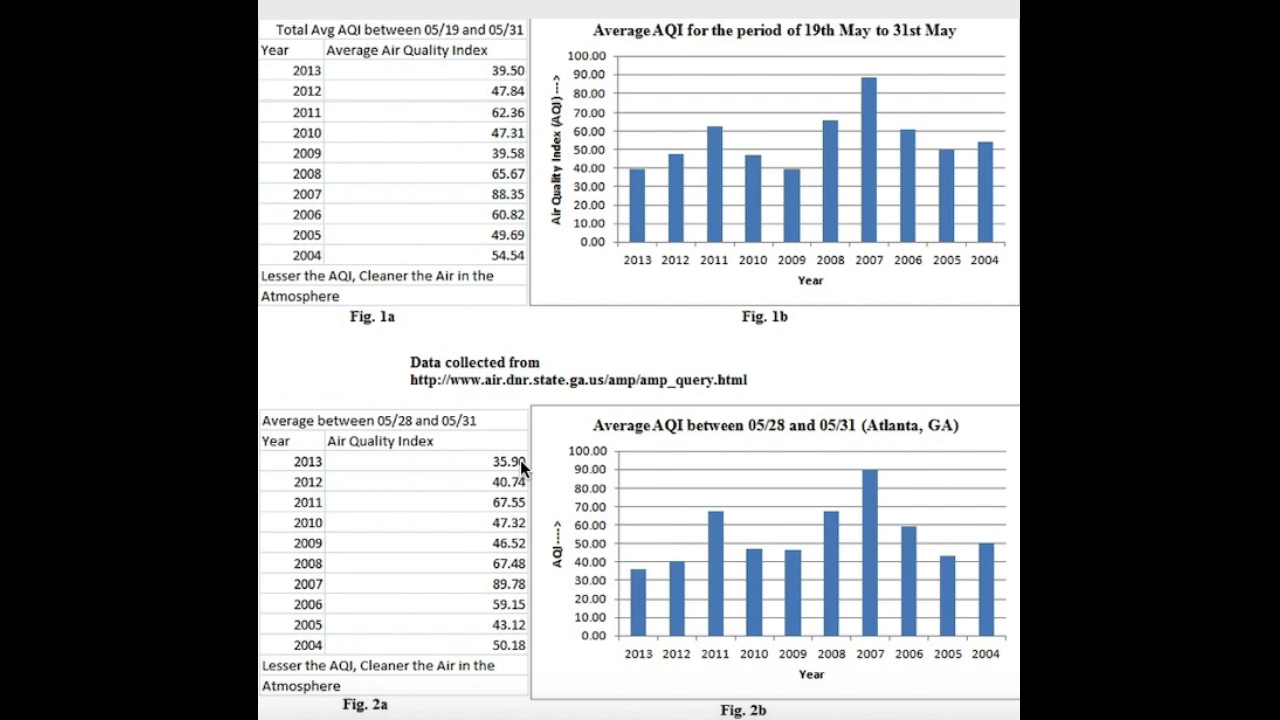 Total Avg AQI between 05/19 and 05/31
Year Average Air Quality Index
2013 39.50
2012 47.84
2011 62.36
2010 47.31
2009 39.58
2008 65.67
2007 88.35
2006 60.82
2005 49.69
2004 54.54
Lesser the AQI, Cleaner the Air in the
Atmosphere
Fig. 1a
Average AQI for the period of 19th May to 31st May
Air Quality Index (AQI) --->
100.00
90.00
80.00
70.00
60.00
50.00
40.00
30.00
20.00
10.00
0.00
2013 2012 2011 2010 2009 2008 2007 2006 2005 2004
Year
Fig. 1b
Data collected from
http://www.air.dnr.state.ga.us/amp/amp_query.html
Average between 05/28 and 05/31
Year Air Quality Index
2013 35.90
2012 40.74
2011 67.55
2010 47.32
2009 46.52
2008 67.48
2007 89.78
2006 59.15
2005 43.12
2004 50.18
Lesser the AQI, Cleaner the Air in the
Atmosphere
Fig. 2a
Average AQI between 05/28 and 05/31 (Atlanta, GA)
AQI ---->
100.00
90.00
80.00
70.00
60.00
50.00
40.00
30.00
20.00
10.00
0.00
2013 2012 2011 2010 2009 2008 2007 2006 2005 2004
Year
Fig. 2b